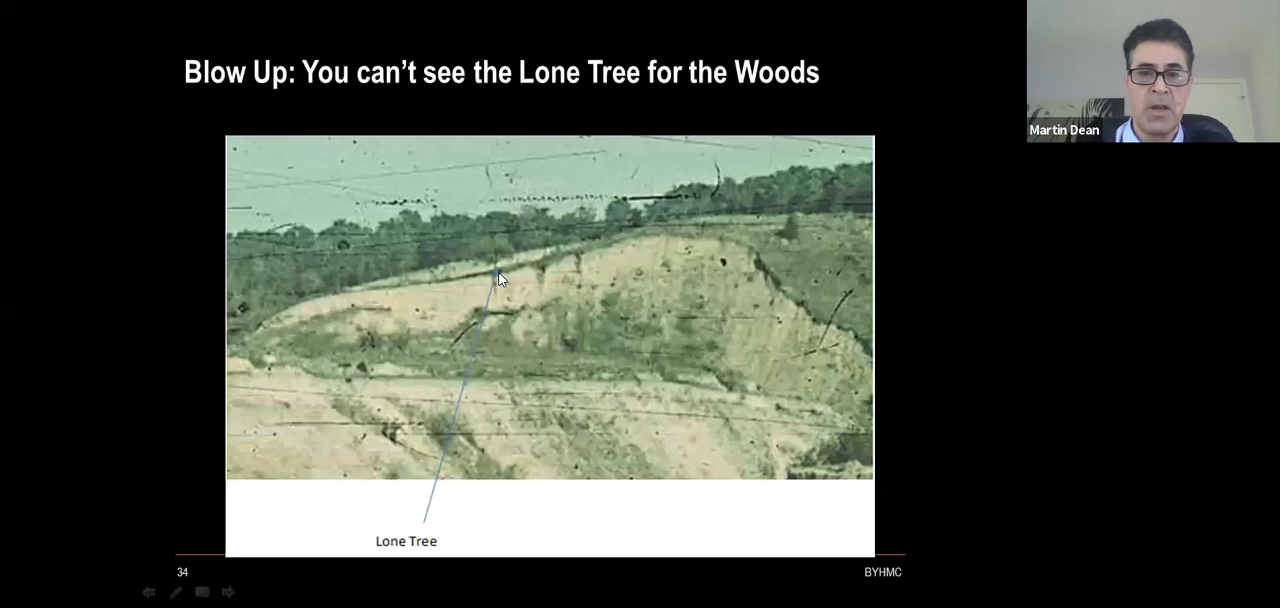 Blow Up: You can't see the Lone Tree for the Woods
Martin Dean
Lone Tree
34
BYHMC